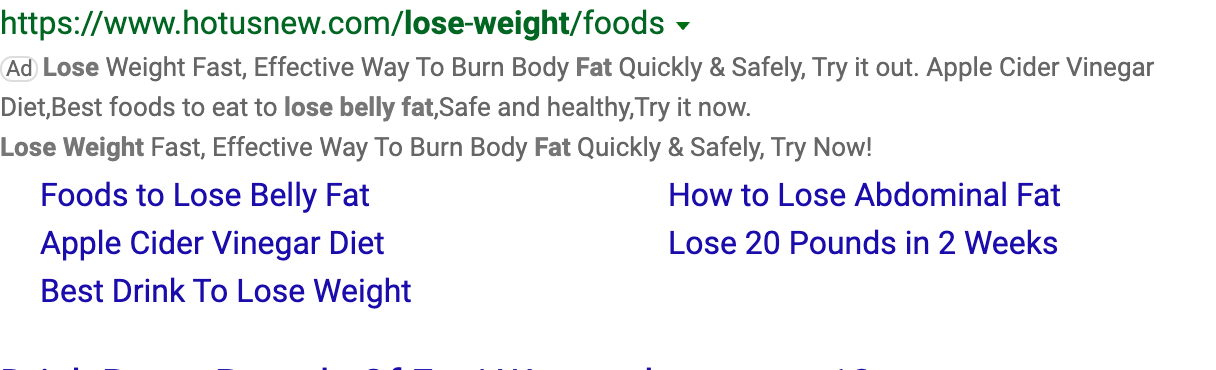 https://www.hotusnew.com/lose-weight/foods
Ad Lose Weight Fast, Effective Way To Burn Body Fat Quickly & Safely, Try it out. Apple Cider Vinegar
Diet,Best foods to eat to lose belly fat,Safe and healthy,Try it now.
Lose Weight Fast, Effective Way To Burn Body Fat Quickly & Safely, Try Now!
Foods to Lose Belly Fat
How to Lose Abdominal Fat
Apple Cider Vinegar Diet
Lose 20 Pounds in 2 Weeks
Best Drink To Lose Weight